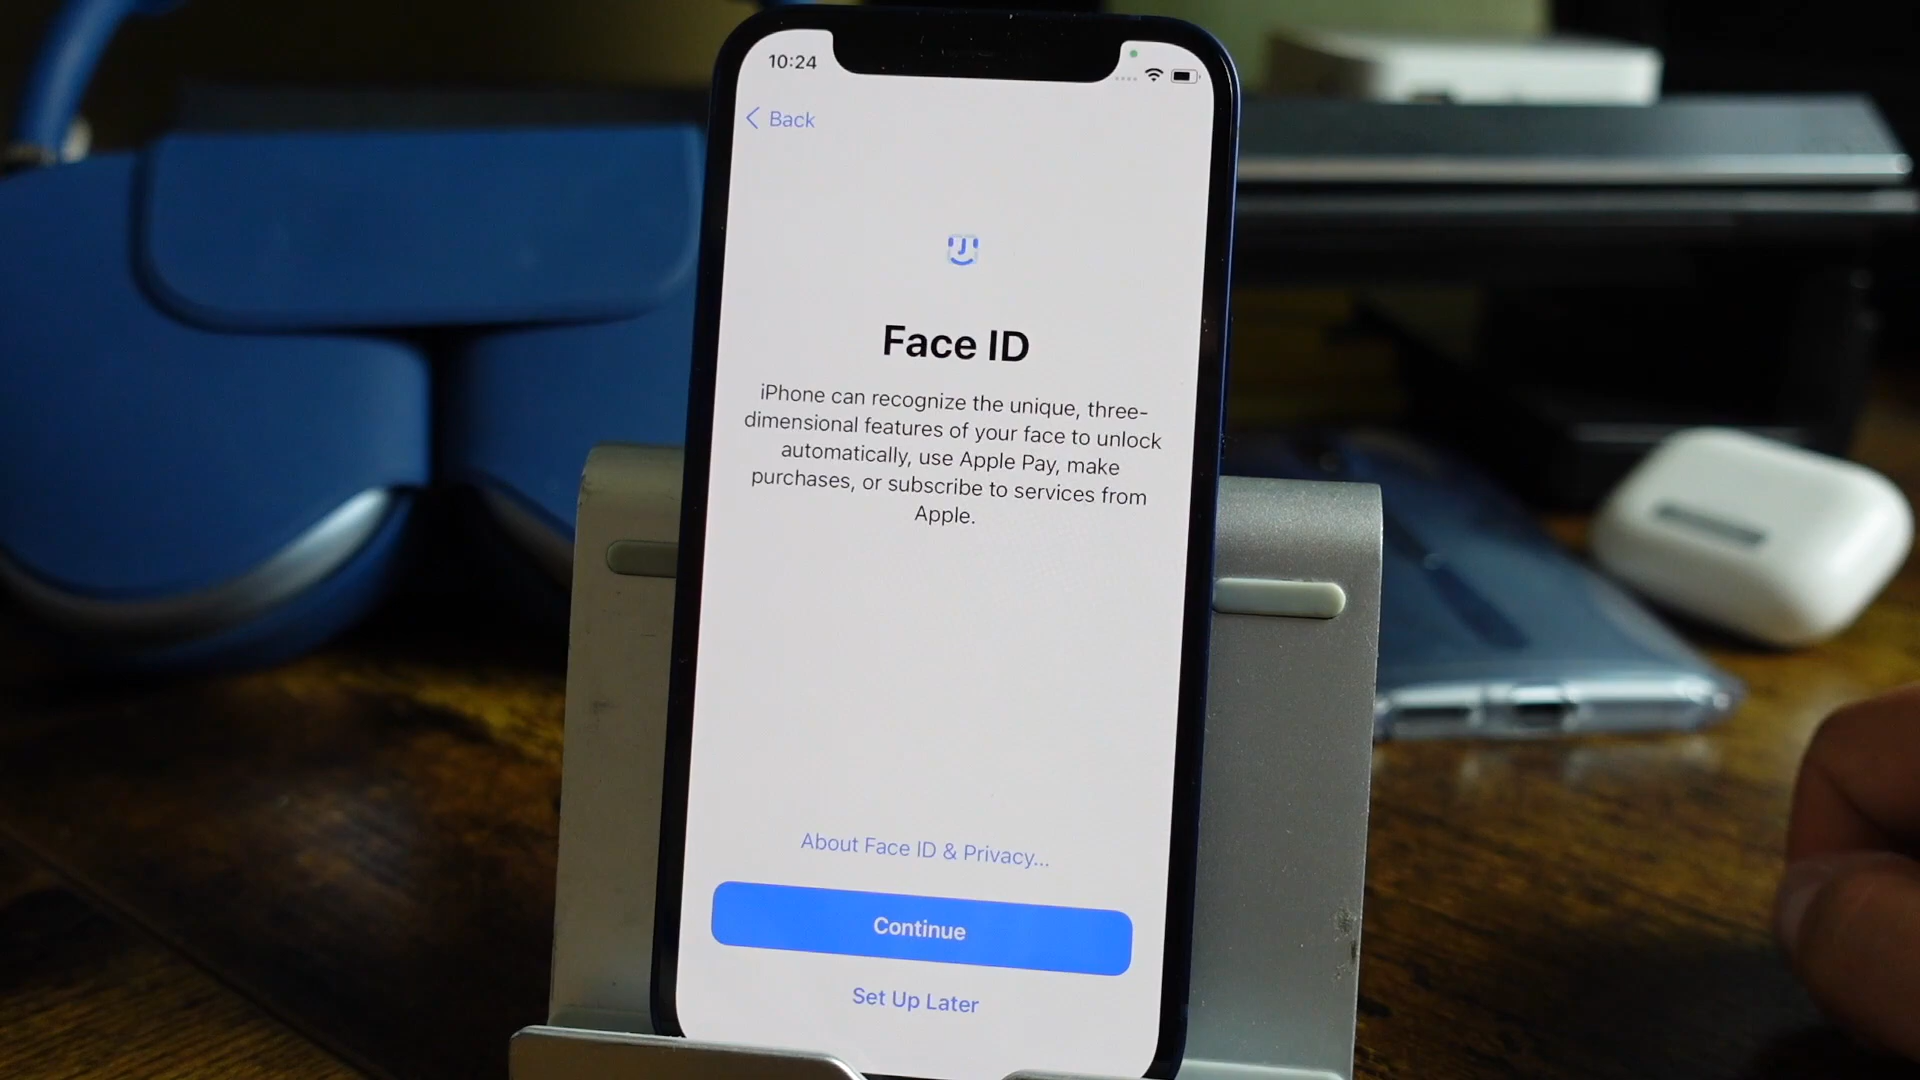 10:24
Back
Face ID
iPhone can recognize the unique, three-
dimensional features of your face to unlock
automatically, use Apple Pay, make
purchases, or subscribe to services from
Apple.
About Face ID & Privacy...
Continue
Set Up Later